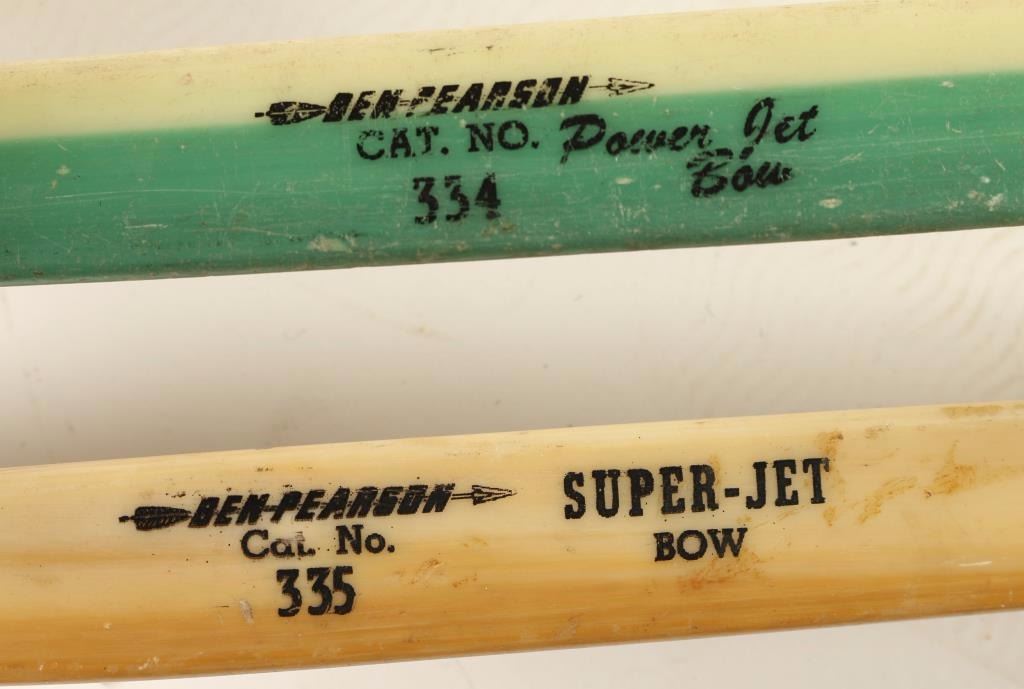 BEN-PEARSON
CAT. NO. Power Jet
334 Bow
BEN-PEARSON SUPER-JET
Cat. No. BOW
335